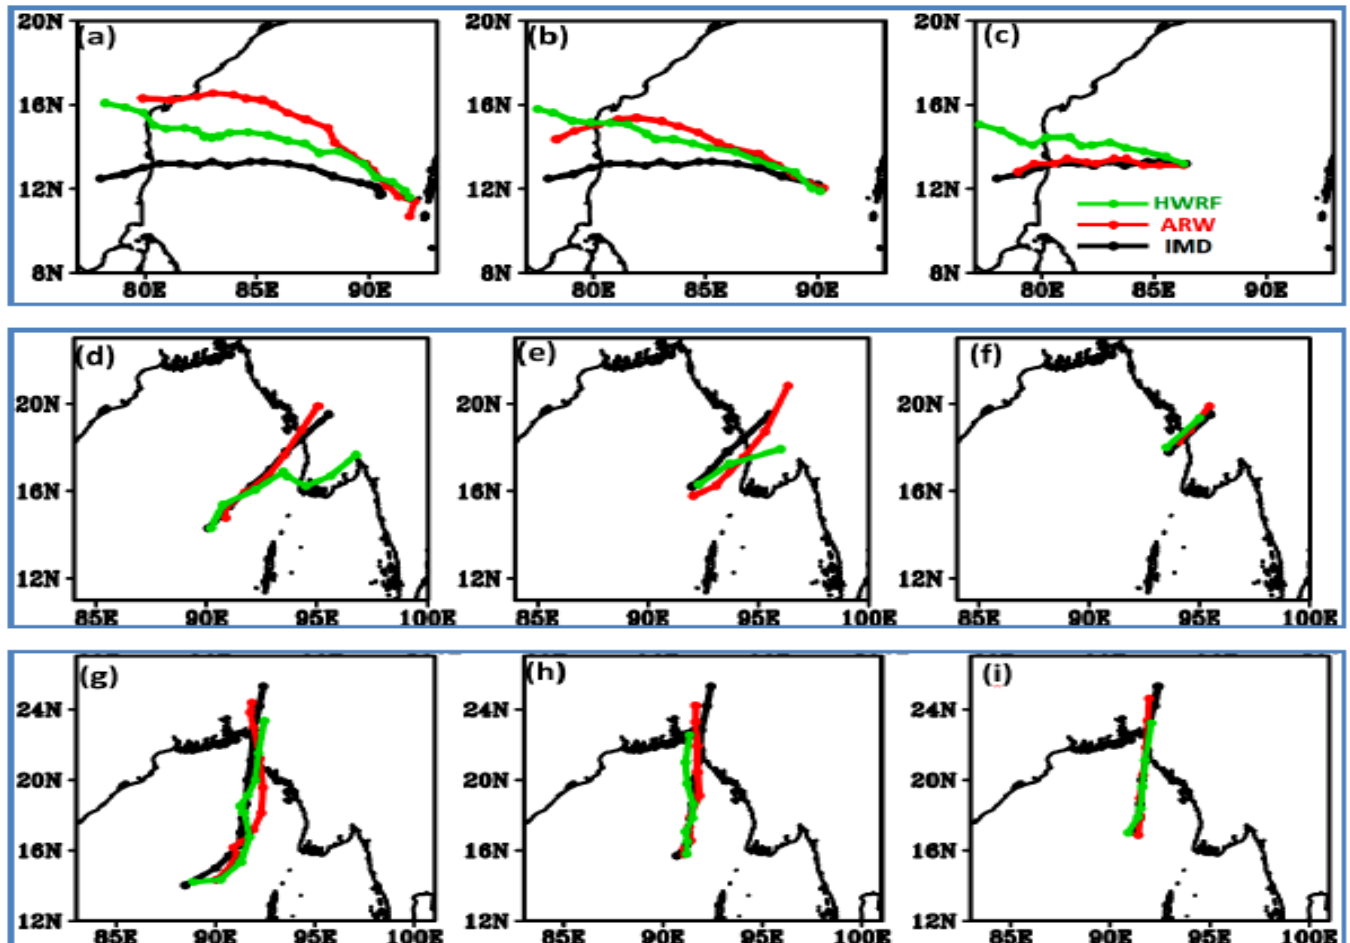 20N (a) 20N (b) 20N (c)
16N 16N 16N
12N 12N 12N
HWRF
ARW
IMD
8N 8N 8N
80E 85E 90E 80E 85E 90E 80E 85E 90E
(d) (e) (f)
20N 20N 20N
16N 16N 16N
12N 12N 12N
85E 90E 95E 100E 85E 90E 95E 100E 85E 90E 95E 100E
(g) (h) (i)
24N 24N 24N
20N 20N 20N
16N 16N 16N
12N 12N 12N
85E 90E 95E 100E 85E 90E 95E 100E 85E 90E 95E 100E